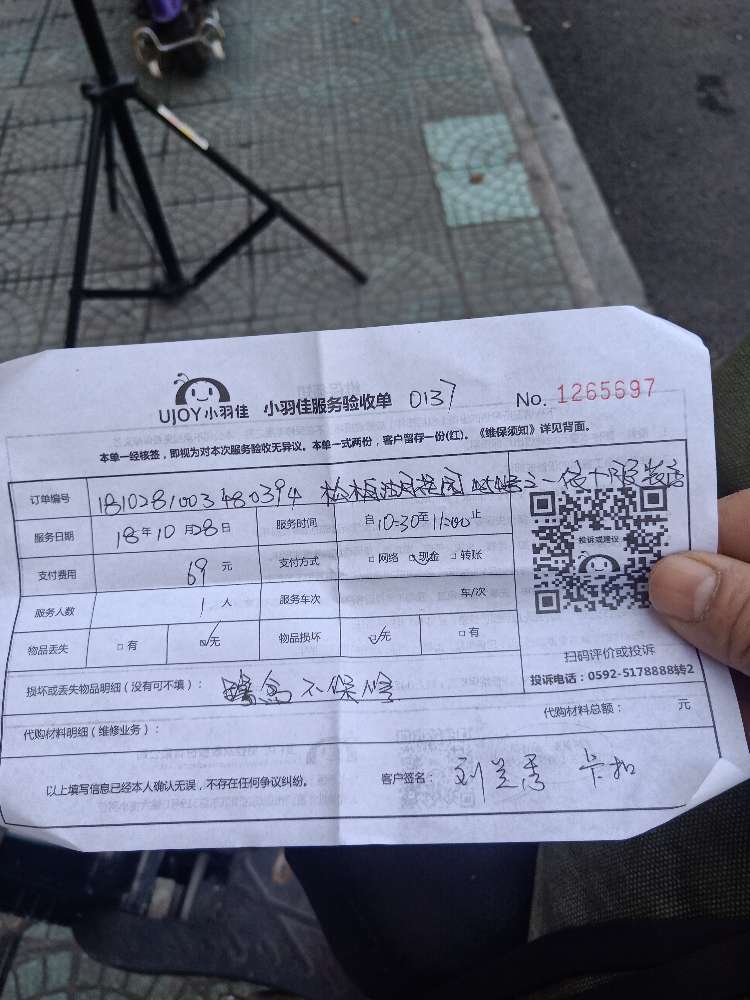 UJOY小羽佳 小羽佳服务验收单 0137 No. 1265697
本单一经核签，即视为对本次服务验收无异议。本单一式两份，客户留存一份(红)。《维保须知》详见背面。
订单编号 1810281003480394
服务日期 18年10月28日 服务时间 自10:30至11:00止
投诉或建议
支付费用 69元 支付方式 □网络 ☑现金 □转账
服务人数 1人 服务车次 车/次
物品丢失 □有 ☑无 物品损坏 ☑无 □有
扫码评价或投诉
投诉电话：0592-5178888转2
损坏或丢失物品明细（没有可填）： 不保修
代购材料明细（维修业务）： 代购材料总额： 元
以上填写信息已经本人确认无误，不存在任何争议纠纷。 客户签名： 刘兰秀 卡扣